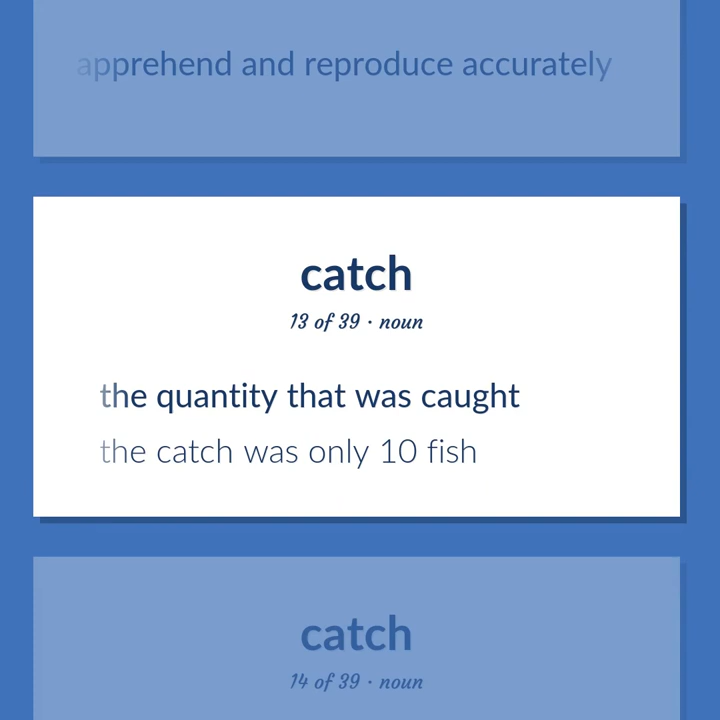 apprehend and reproduce accurately
catch
13 of 39 · noun
the quantity that was caught
the catch was only 10 fish
catch
14 of 39 · noun